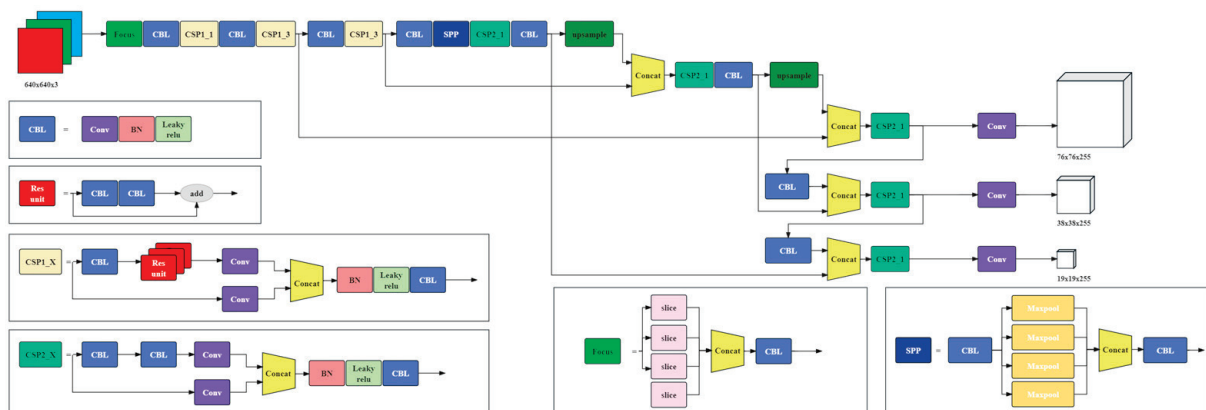 Focus CBL CSP1_1 CBL CSP1_3 CBL CSP1_3 CBL SPP CSP2_1 CBL upsample
640x640x3
Concat CSP2_1 CBL upsample
Concat CSP2_1 Conv
76x76x255
CBL Concat CSP2_1 Conv
38x38x255
CBL Concat CSP2_1 Conv
19x19x255
CBL = Conv BN Leaky
relu
Res
unit
= CBL CBL add
CSP1_X = CBL Res
unit
Conv
Conv
Concat BN Leaky
relu
CBL
CSP2_X = CBL CBL Conv
Conv
Concat BN Leaky
relu
CBL
Focus = slice
slice
slice
slice
Concat CBL
SPP = CBL Maxpool
Maxpool
Maxpool
Maxpool
Concat CBL